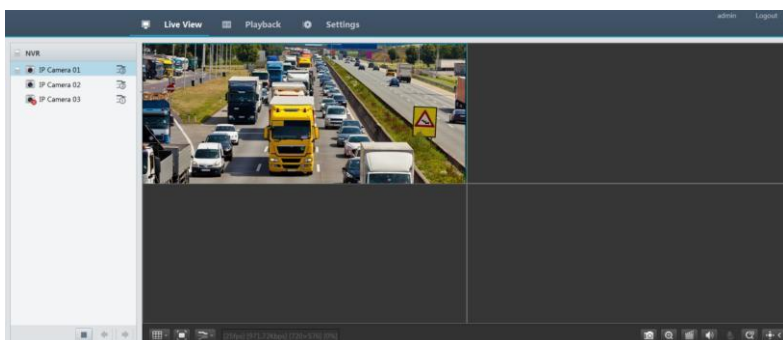 admin Logout
Live View Playback Settings
NVR
IP Camera 01
IP Camera 02
IP Camera 03